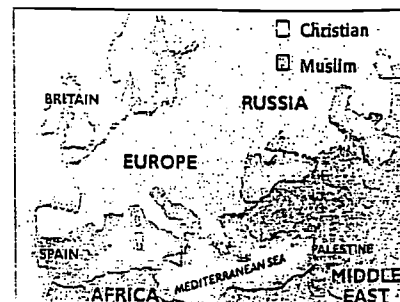 Christian
Muslim
BRITAIN
RUSSIA
EUROPE
SPAIN
PALESTINE
MEDITERRANEAN SEA
MIDDLE
EAST
AFRICA